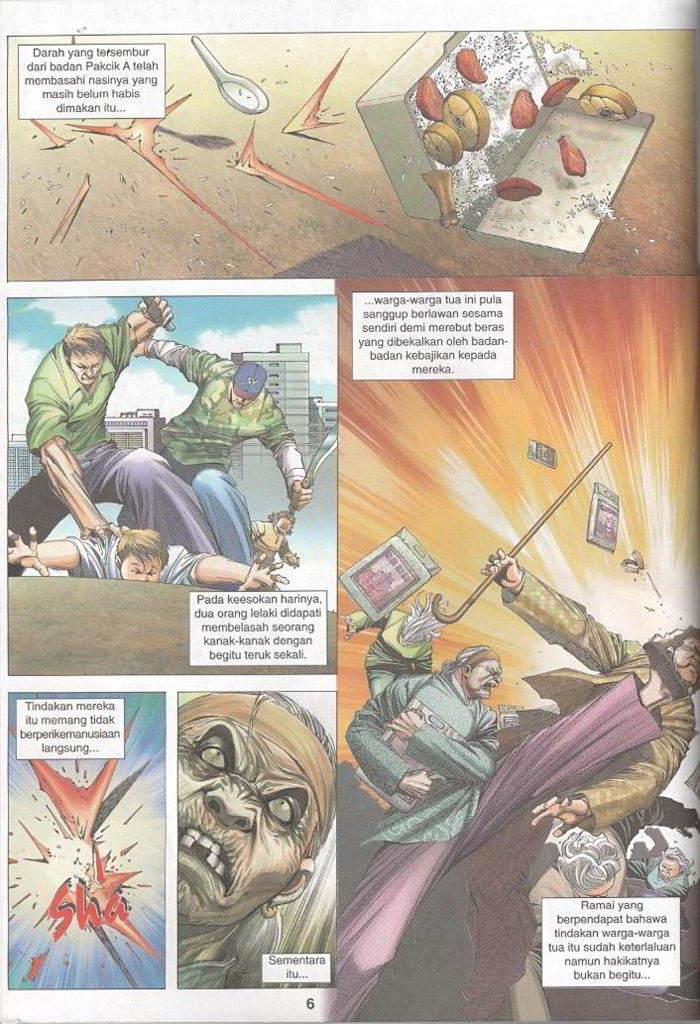 Darah yang tersembur
dari badan Pakcik A telah
membasahi nasinya yang
masih belum habis
dimakan itu...
Pada keesokan harinya,
dua orang lelaki didapati
membelasah seorang
kanak-kanak dengan
begitu teruk sekali.
Tindakan mereka
itu memang tidak
berperikemanusiaan
langsung...
Sha
Sementara
itu...
...warga-warga tua ini pula
sanggup berlawan sesama
sendiri demi merebut beras
yang dibekalkan oleh badan-
badan kebajikan kepada
mereka.
Ramai yang
berpendapat bahawa
tindakan warga-warga
tua itu sudah keterlaluan
namun hakikatnya
bukan begitu...
6